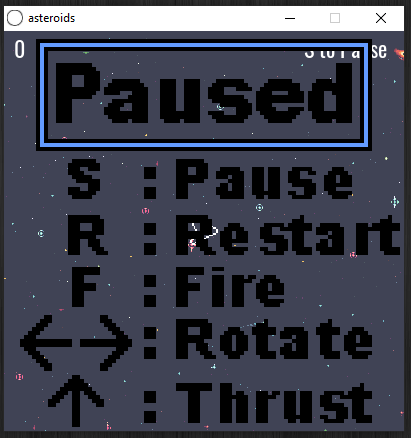 asteroids
0 S to Pause
Paused
S : Pause
R : Restart
F : Fire
←→ : Rotate
↑ : Thrust